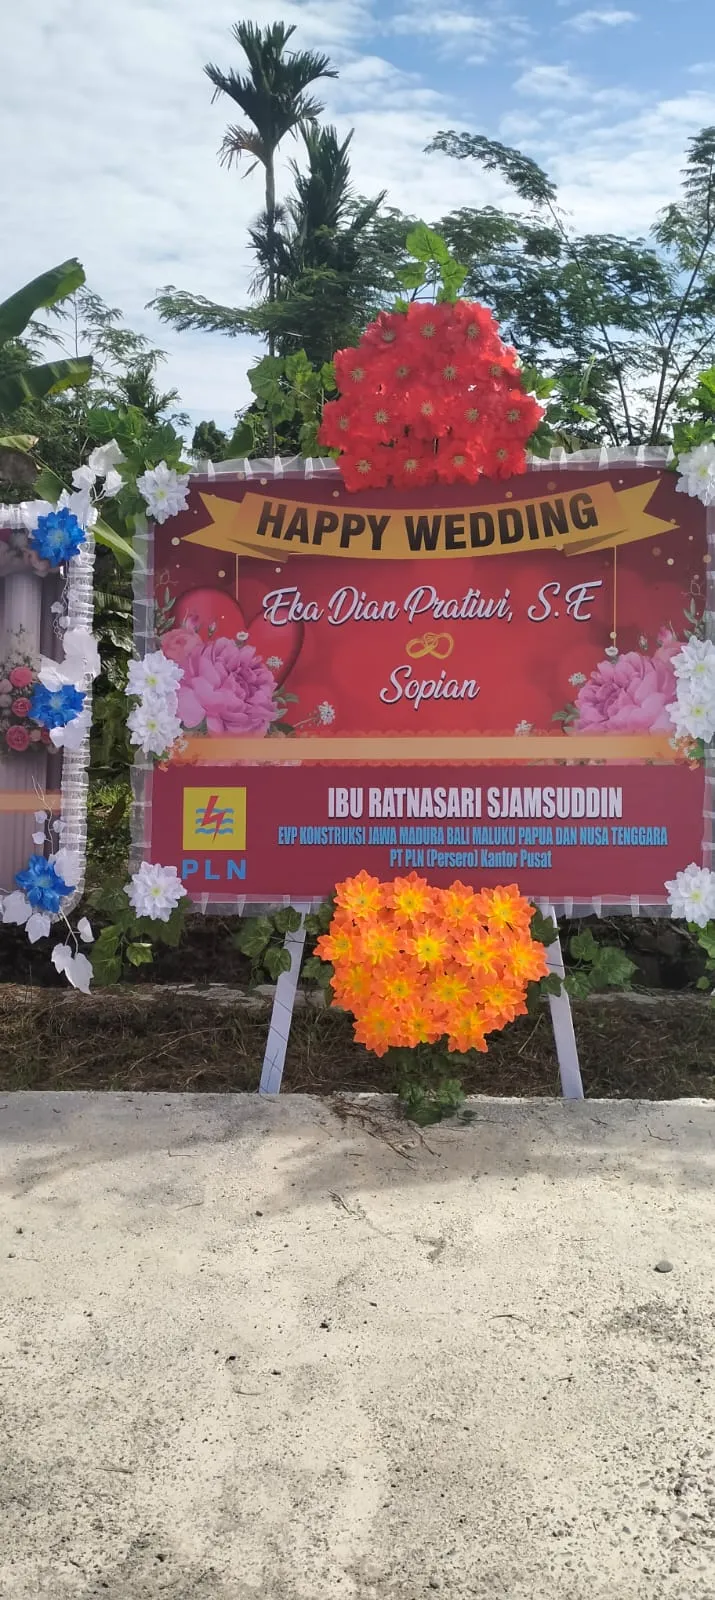 HAPPY WEDDING
Eka Dian Pratiwi, S.E
Sopian
IBU RATNASARI SJAMSUDDIN
EVP KONSTRUKSI JAWA MADURA BALI MALUKU PAPUA DAN NUSA TENGGARA
PT PLN (Persero) Kantor Pusat
PLN